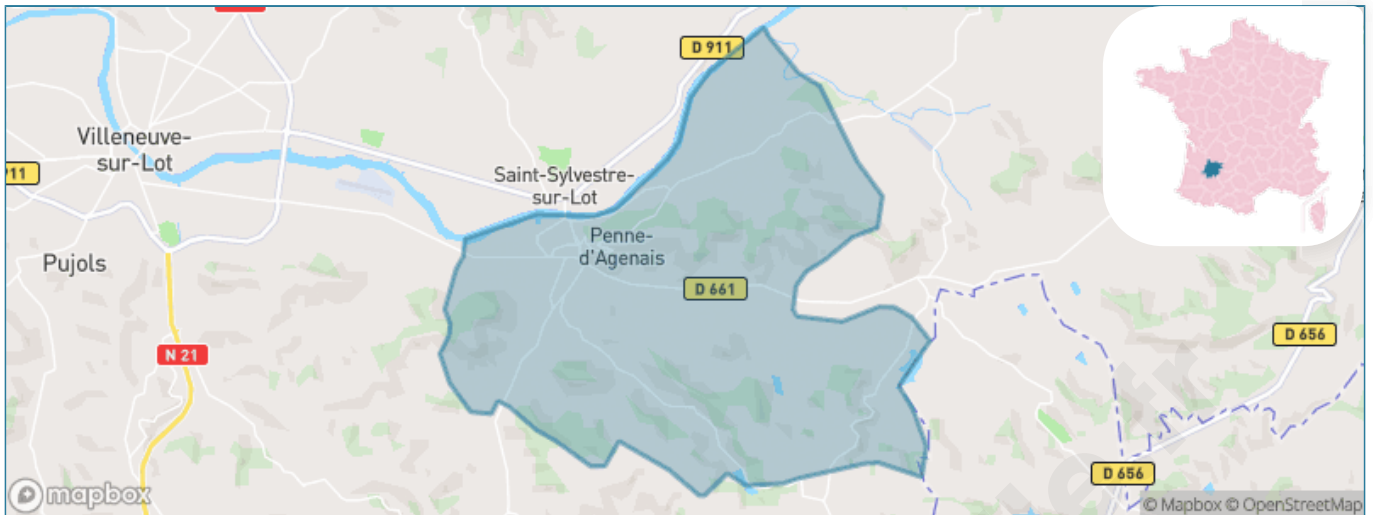 D 911
Villeneuve-
sur-Lot
911
Saint-Sylvestre-
sur-Lot
Penne-
d'Agenais
Pujols
D 661
D 656
N 21
D 656
mapbox
© Mapbox © OpenStreetMap